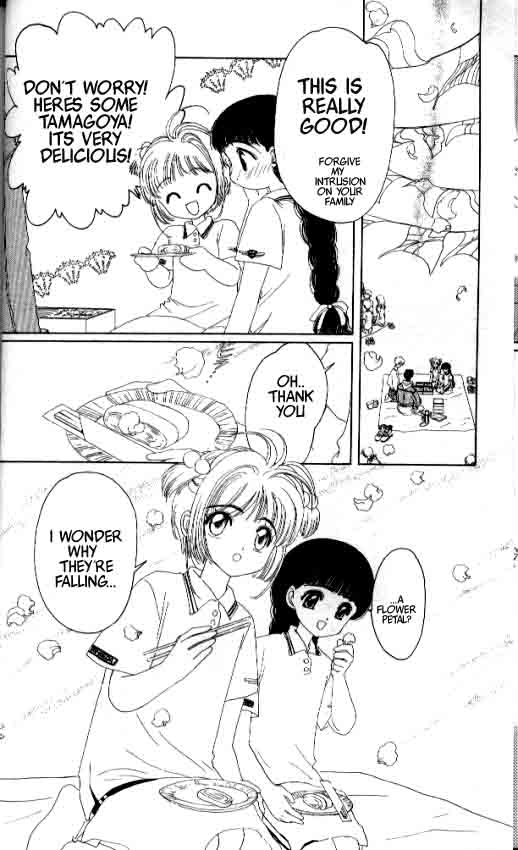 THIS IS
REALLY
GOOD!
FORGIVE
MY
INTRUSION
ON YOUR
FAMILY
DON'T WORRY!
HERES SOME
TAMAGOYA!
ITS VERY
DELICIOUS!
OH..
THANK
YOU
...A
FLOWER
PETAL?
I WONDER
WHY
THEY'RE
FALLING...